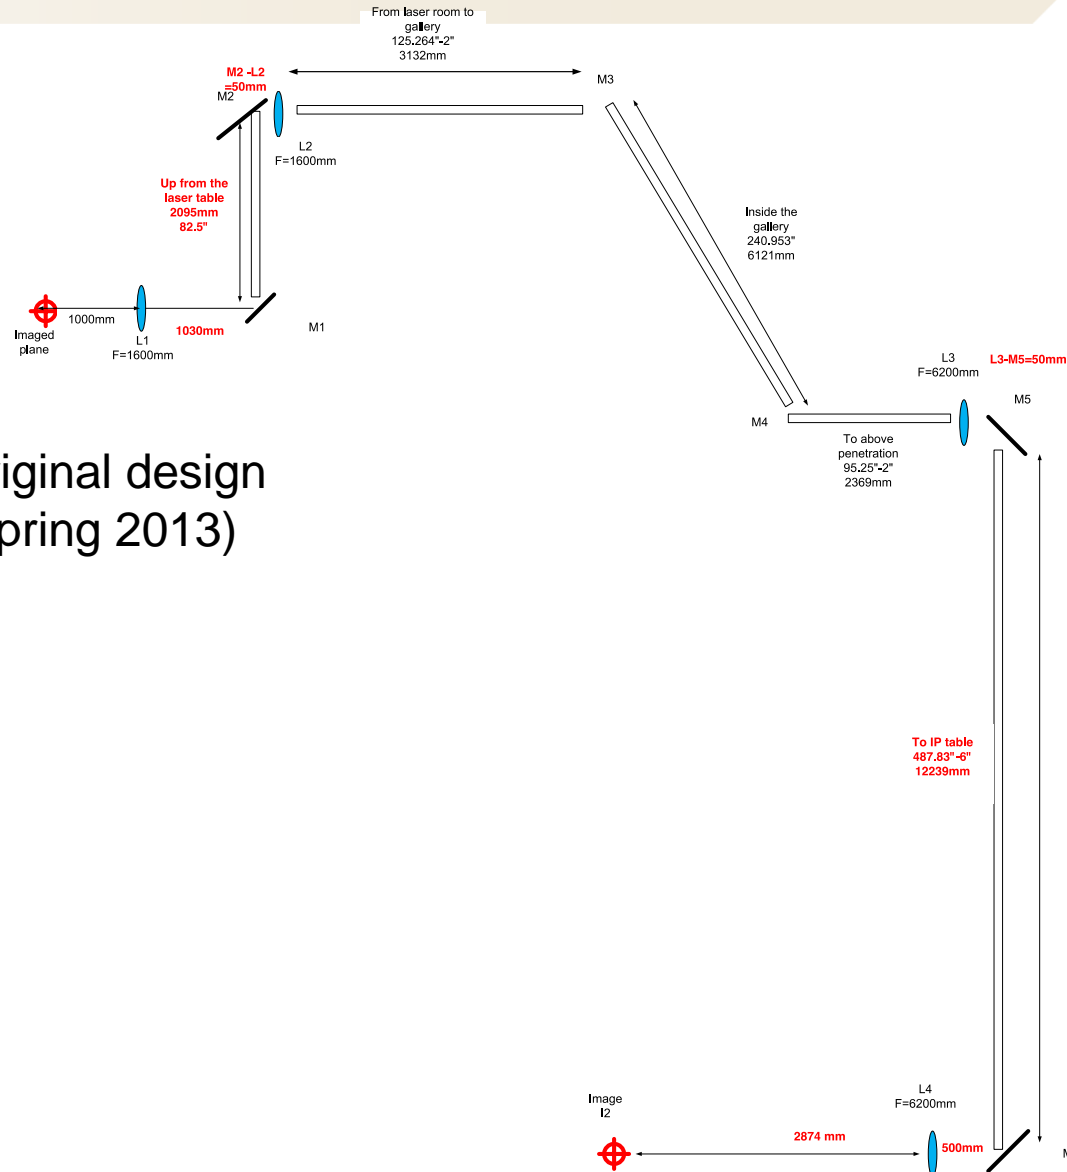 From laser room to
gallery
125.264"-2"
3132mm
M2 -L2
=50mm
M2
M3
L2
F=1600mm
Up from the
laser table
2095mm
82.5"
Inside the
gallery
240.953"
6121mm
1000mm
Imaged
plane
L1
F=1600mm
1030mm
M1
L3
F=6200mm
L3-M5=50mm
M5
M4
To above
penetration
95.25"-2"
2369mm
riginal design
pring 2013)
To IP table
487.83"-6"
12239mm
Image
I2
2874 mm
L4
F=6200mm
500mm
M